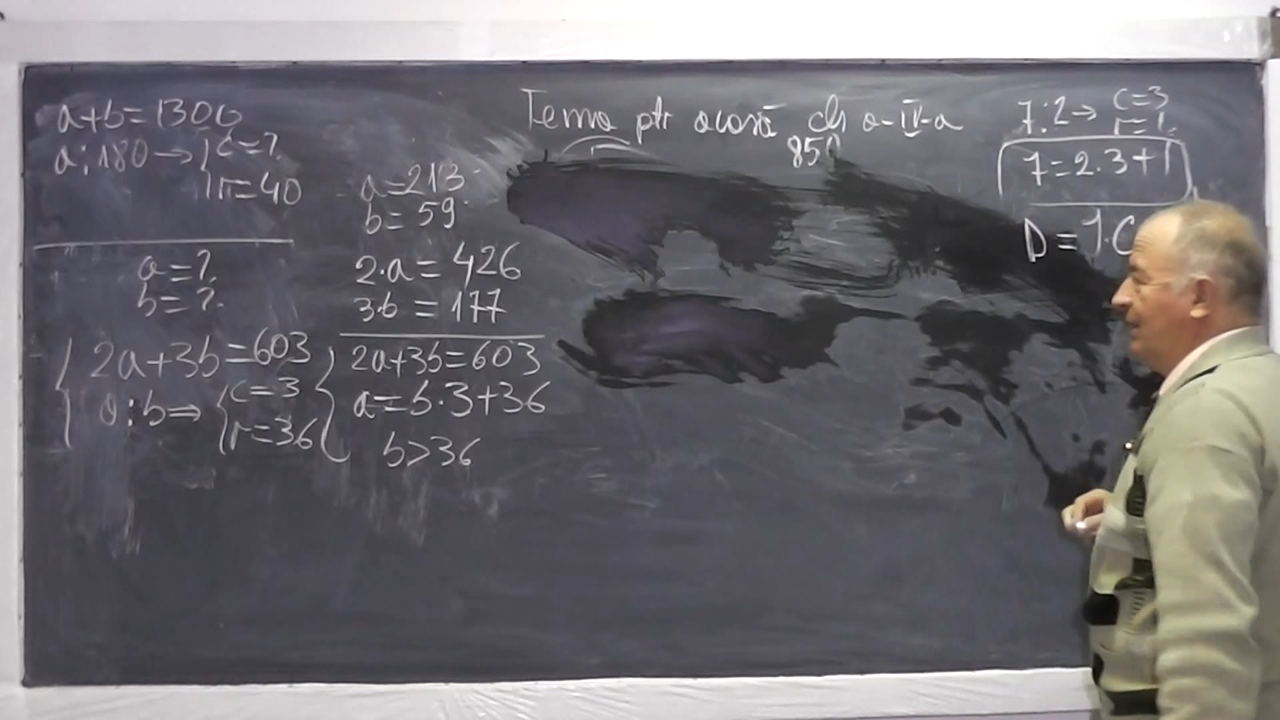 a+b=1300
a:180→ { c=?
r=40
a=?
b=?
{ 2a+3b=603
a:b⇒ { c=3
r=36
a=213
b=59
2·a=426
3·b=177
2a+3b=603
a=b·3+36
b>36
Tema ptr acasă cls a-IV-a
850
7:2→ c=3
r=1
7=2·3+1
D=Î.C